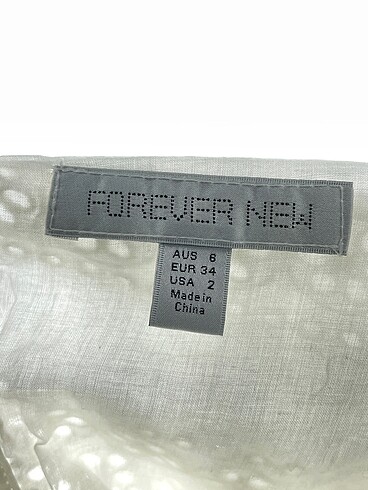 FOREVER NEW
AUS 6
EUR 34
USA 2
Made in
China